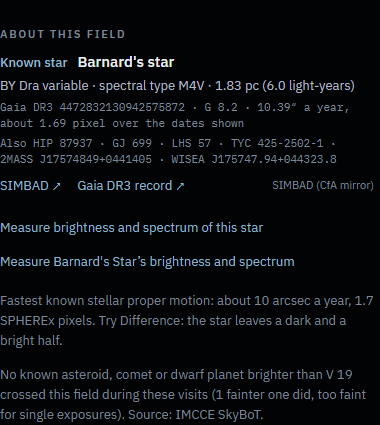 ABOUT THIS FIELD
Known star Barnard's star
BY Dra variable · spectral type M4V · 1.83 pc (6.0 light-years)
Gaia DR3 4472832130942575872 · G 8.2 · 10.39″ a year,
about 1.69 pixel over the dates shown
Also HIP 87937 · GJ 699 · LHS 57 · TYC 425-2502-1 ·
2MASS J17574849+0441405 · WISEA J175747.94+044323.8
SIMBAD ↗ Gaia DR3 record ↗ SIMBAD (CfA mirror)
Measure brightness and spectrum of this star
Measure Barnard's Star’s brightness and spectrum
Fastest known stellar proper motion: about 10 arcsec a year, 1.7
SPHEREx pixels. Try Difference: the star leaves a dark and a
bright half.
No known asteroid, comet or dwarf planet brighter than V 19
crossed this field during these visits (1 fainter one did, too faint
for single exposures). Source: IMCCE SkyBoT.